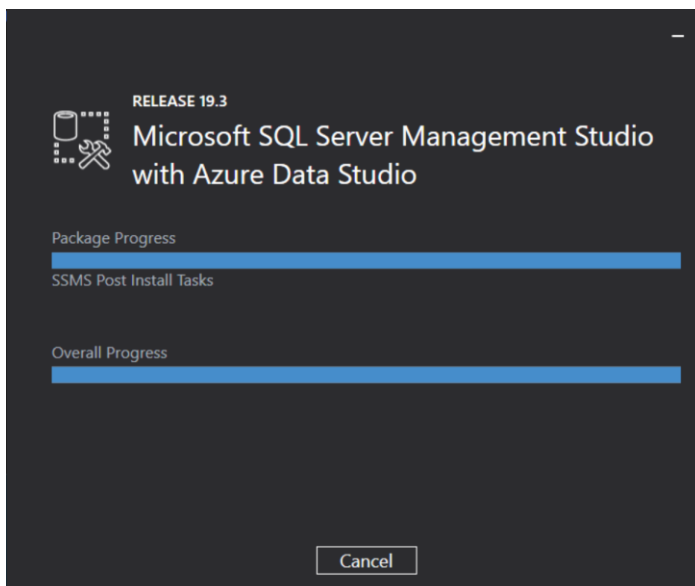 RELEASE 19.3
Microsoft SQL Server Management Studio
with Azure Data Studio
Package Progress
SSMS Post Install Tasks
Overall Progress
Cancel